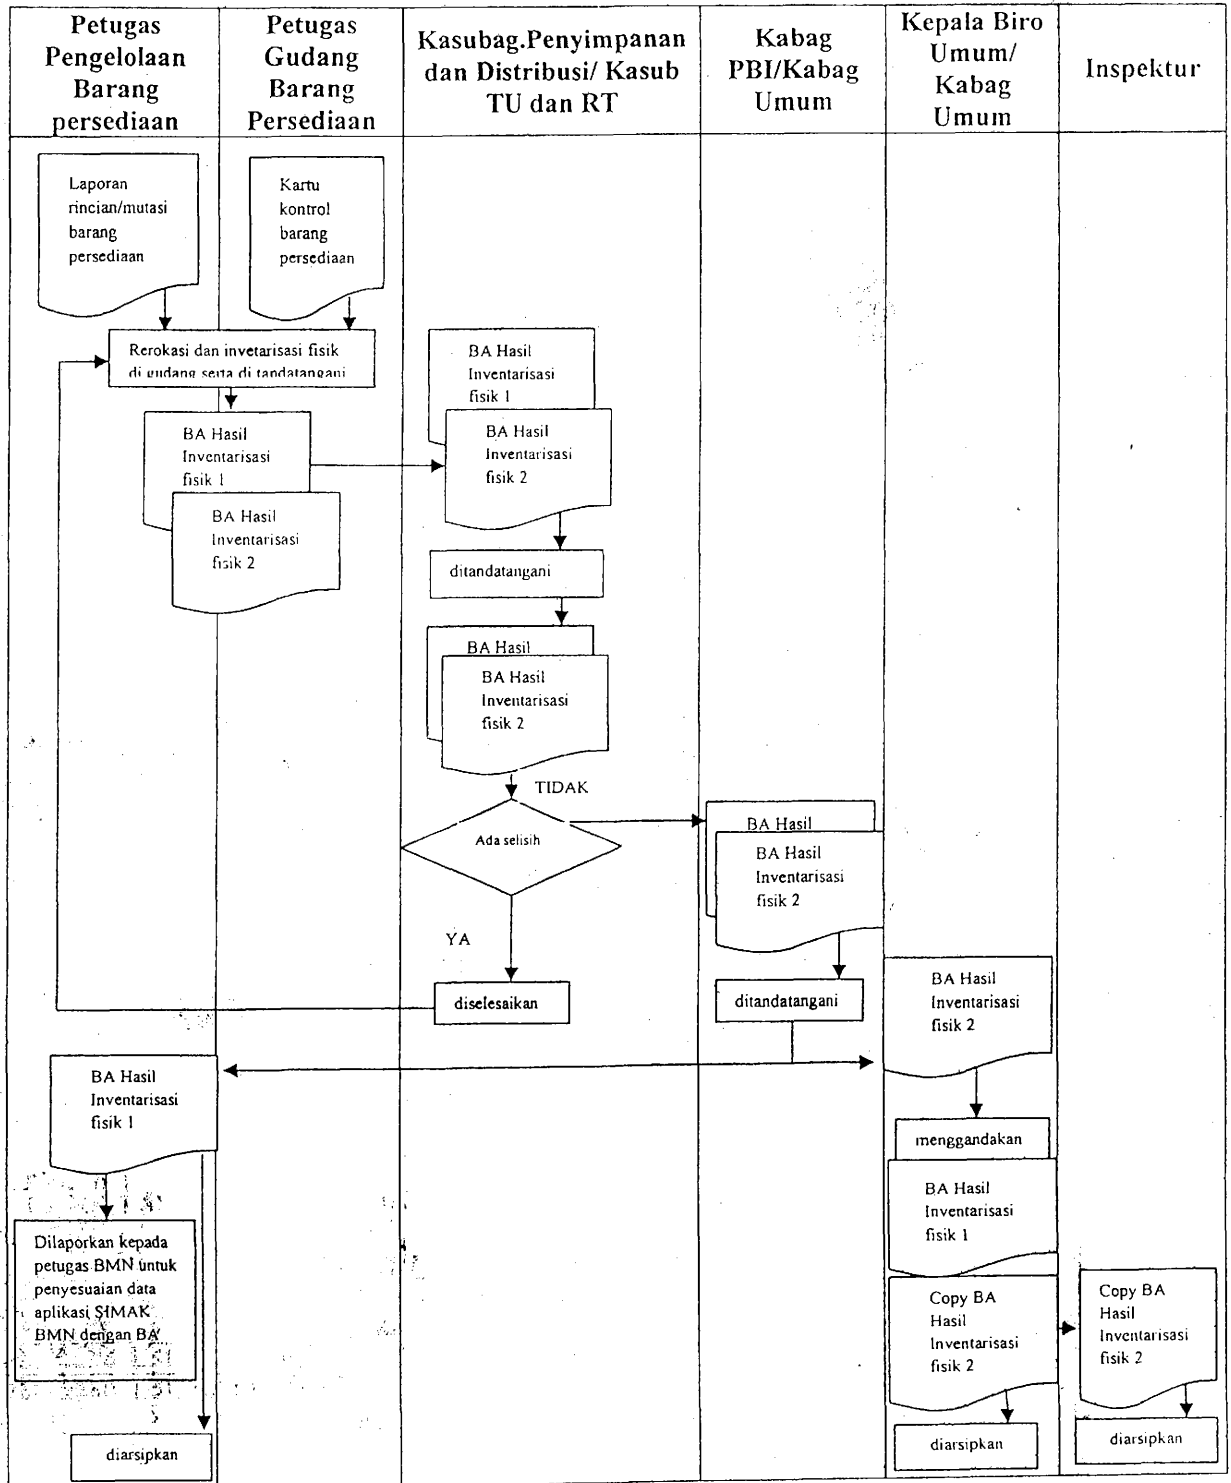 Petugas
Pengelolaan
Barang
persediaan
Petugas
Gudang
Barang
Persediaan
Kasubag.Penyimpanan
dan Distribusi/ Kasub
TU dan RT
Kabag
PBI/Kabag
Umum
Kepala Biro
Umum/
Kabag
Umum
Inspektur
Laporan
rincian/mutasi
barang
persediaan
Kartu
kontrol
barang
persediaan
Rerokasi dan invetarisasi fisik
di gudang serta di tandatangani
BA Hasil
Inventarisasi
fisik 1
BA Hasil
Inventarisasi
fisik 2
BA Hasil
Inventarisasi
fisik 1
BA Hasil
Inventarisasi
fisik 2
ditandatangani
BA Hasil
BA Hasil
Inventarisasi
fisik 2
TIDAK
Ada selisih
YA
diselesaikan
BA Hasil
BA Hasil
Inventarisasi
fisik 2
ditandatangani
BA Hasil
Inventarisasi
fisik 2
BA Hasil
Inventarisasi
fisik 1
menggandakan
BA Hasil
Inventarisasi
fisik 1
Dilaporkan kepada
petugas BMN untuk
penyesuaian data
aplikasi SIMAK
BMN dengan BA
Copy BA
Hasil
Inventarisasi
fisik 2
Copy BA
Hasil
Inventarisasi
fisik 2
diarsipkan
diarsipkan
diarsipkan